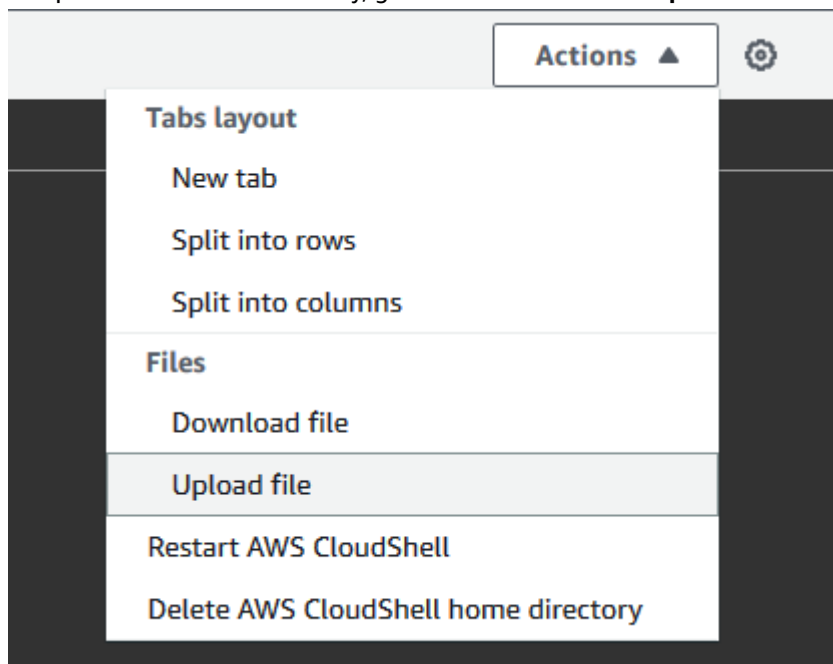 Actions
Tabs layout
New tab
Split into rows
Split into columns
Files
Download file
Upload file
Restart AWS CloudShell
Delete AWS CloudShell home directory